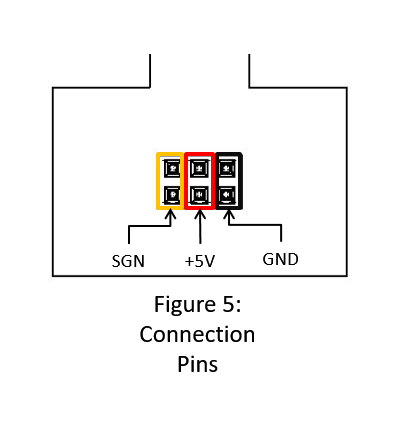 SGN +5V GND
Figure 5:
Connection
Pins